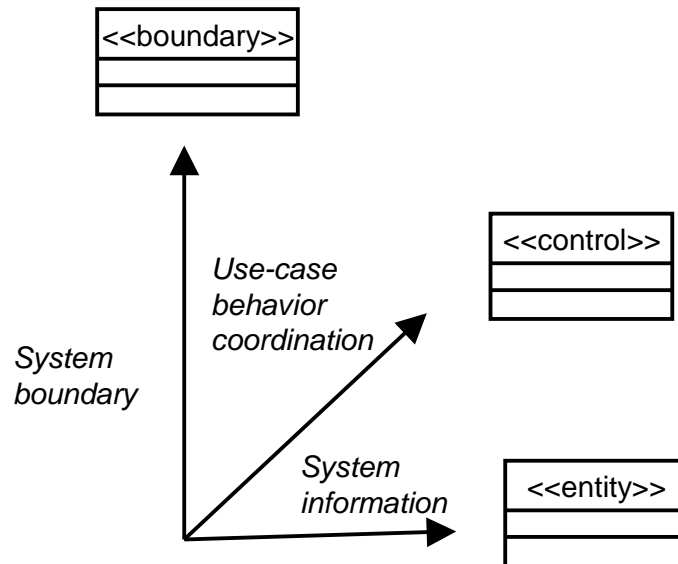 <<boundary>>
<<control>>
Use-case
behavior
coordination
System
boundary
System
information
<<entity>>